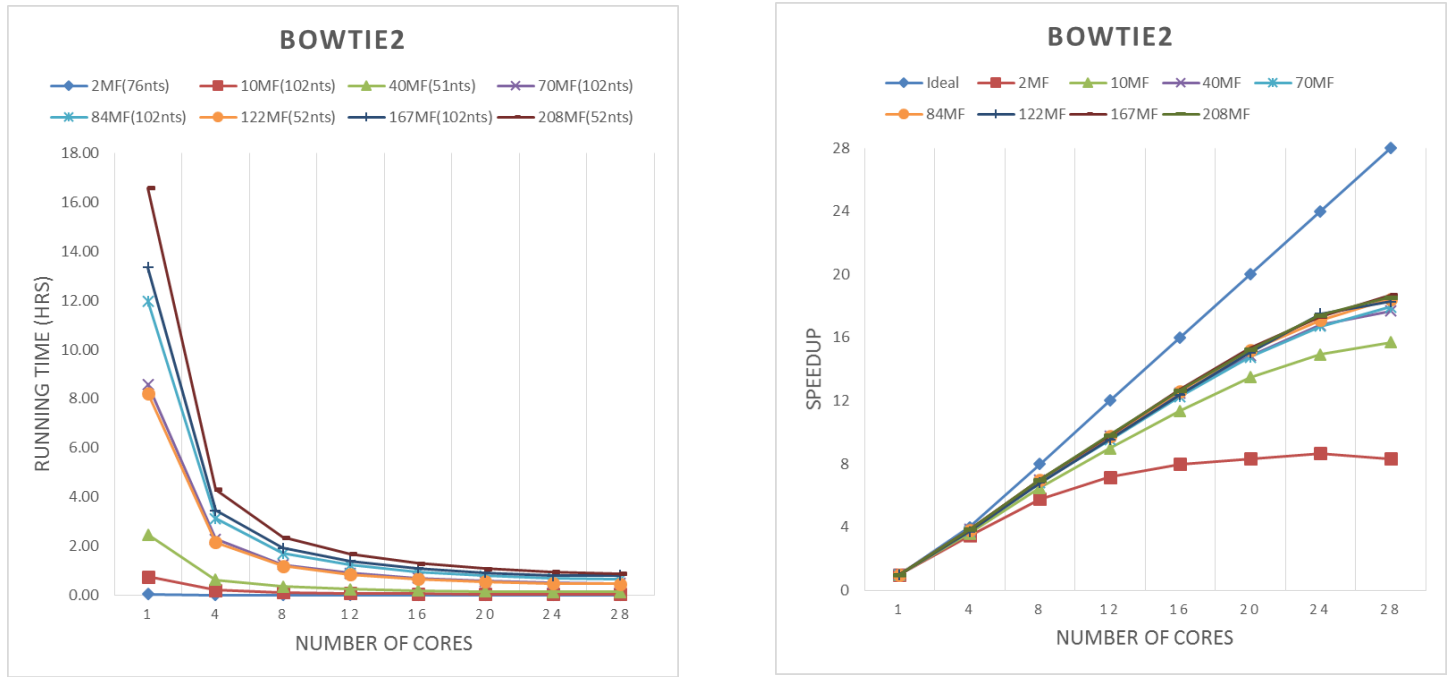 BOWTIE2
2MF(76nts) 10MF(102nts) 40MF(51nts) 70MF(102nts)
84MF(102nts) 122MF(52nts) 167MF(102nts) 208MF(52nts)
18.00
16.00
14.00
12.00
10.00
8.00
6.00
4.00
2.00
0.00
RUNNING TIME (HRS)
1 4 8 12 16 20 24 28
NUMBER OF CORES
BOWTIE2
Ideal 2MF 10MF 40MF 70MF
84MF 122MF 167MF 208MF
28
24
20
16
12
8
4
0
SPEEDUP
1 4 8 12 16 20 24 28
NUMBER OF CORES